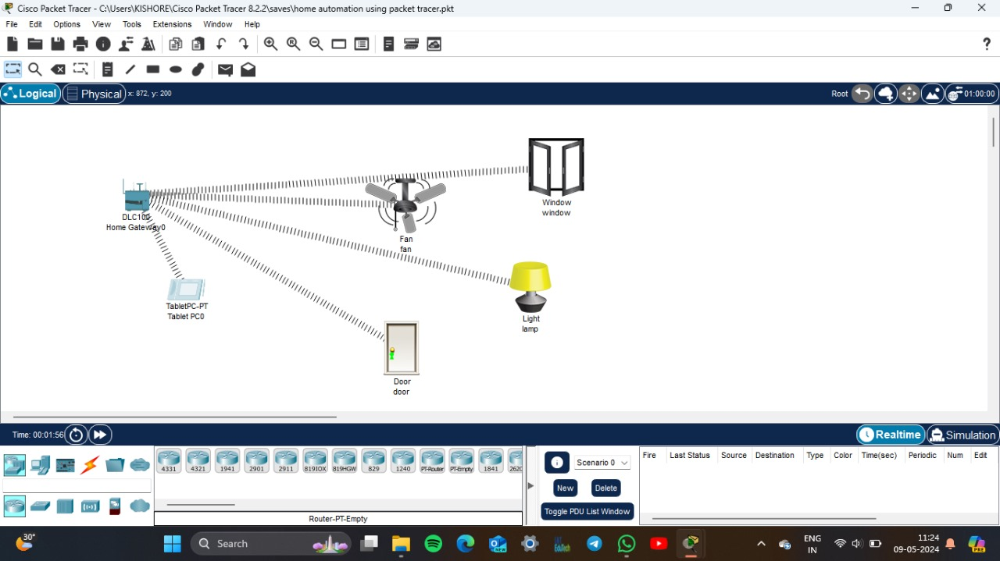 Cisco Packet Tracer - C:\Users\KISHORE\Cisco Packet Tracer 8.2.2\saves\home automation using packet tracer.pkt
File Edit Options View Tools Extensions Window Help
Logical Physical x: 872, y: 200 Root 01:00:00
Window
window
DLC100
Home Gateway0
Fan
fan
TabletPC-PT
Tablet PC0
Light
lamp
Door
door
Time: 00:01:56 Realtime Simulation
4331 4321 1941 2901 2911 819IOX 819HGW 829 1240 PT-Router PT-Empty 1841 2620
Router-PT-Empty
Scenario 0
New Delete
Toggle PDU List Window
Fire Last Status Source Destination Type Color Time(sec) Periodic Num Edit
30°
Search
NEW
EduTech
ENG
IN
11:24
09-05-2024
PRE